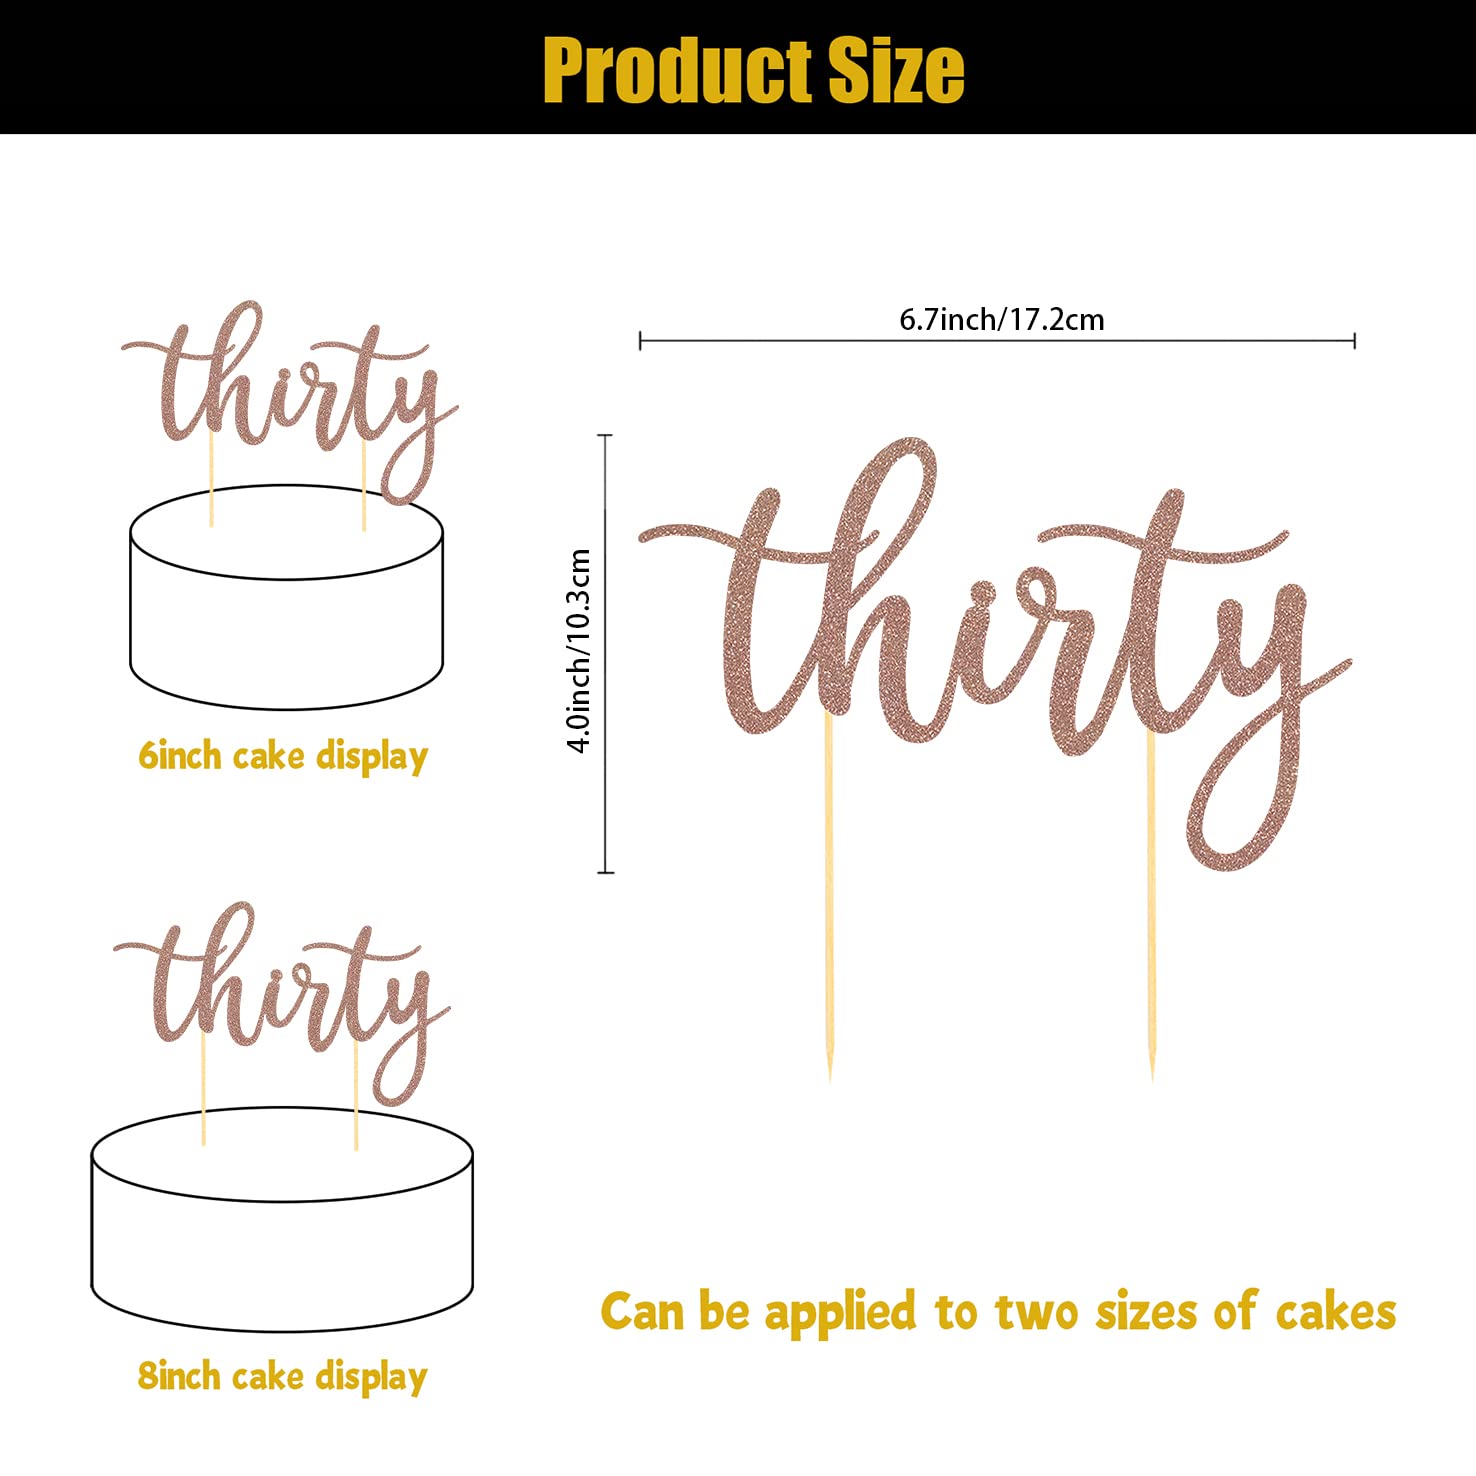 Product Size
thirty
6inch cake display
thirty
8inch cake display
6.7inch/17.2cm
4.0inch/10.3cm
thirty
Can be applied to two sizes of cakes